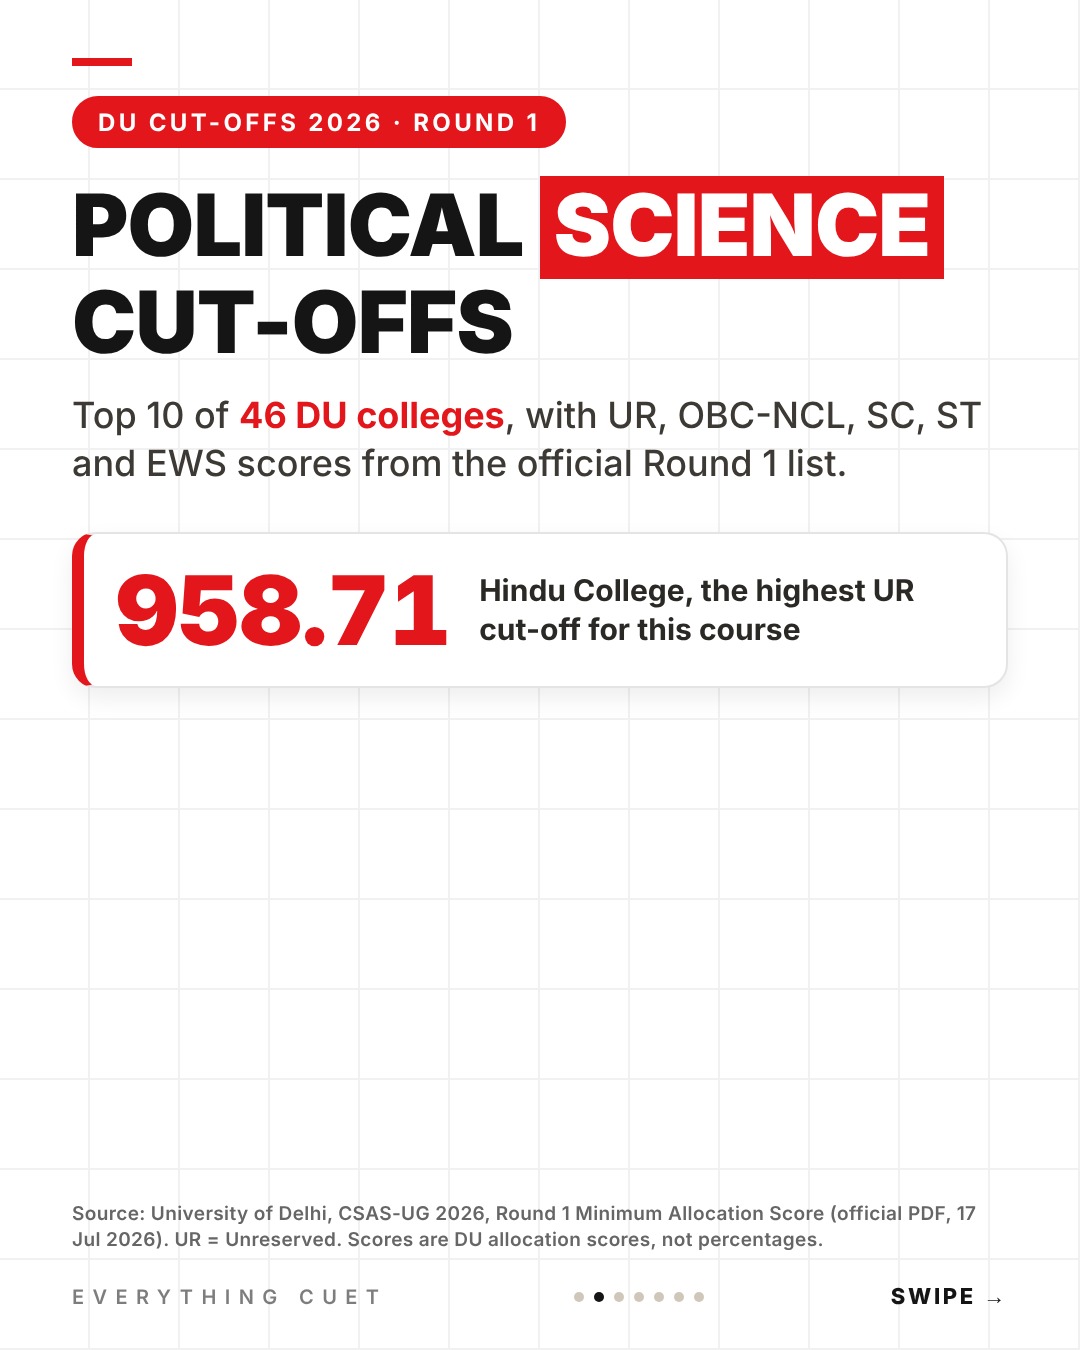 DU CUT-OFFS 2026 · ROUND 1
POLITICAL SCIENCE
CUT-OFFS
Top 10 of 46 DU colleges, with UR, OBC-NCL, SC, ST
and EWS scores from the official Round 1 list.
958.71
Hindu College, the highest UR
cut-off for this course
Source: University of Delhi, CSAS-UG 2026, Round 1 Minimum Allocation Score (official PDF, 17
Jul 2026). UR = Unreserved. Scores are DU allocation scores, not percentages.
EVERYTHING CUET
SWIPE →